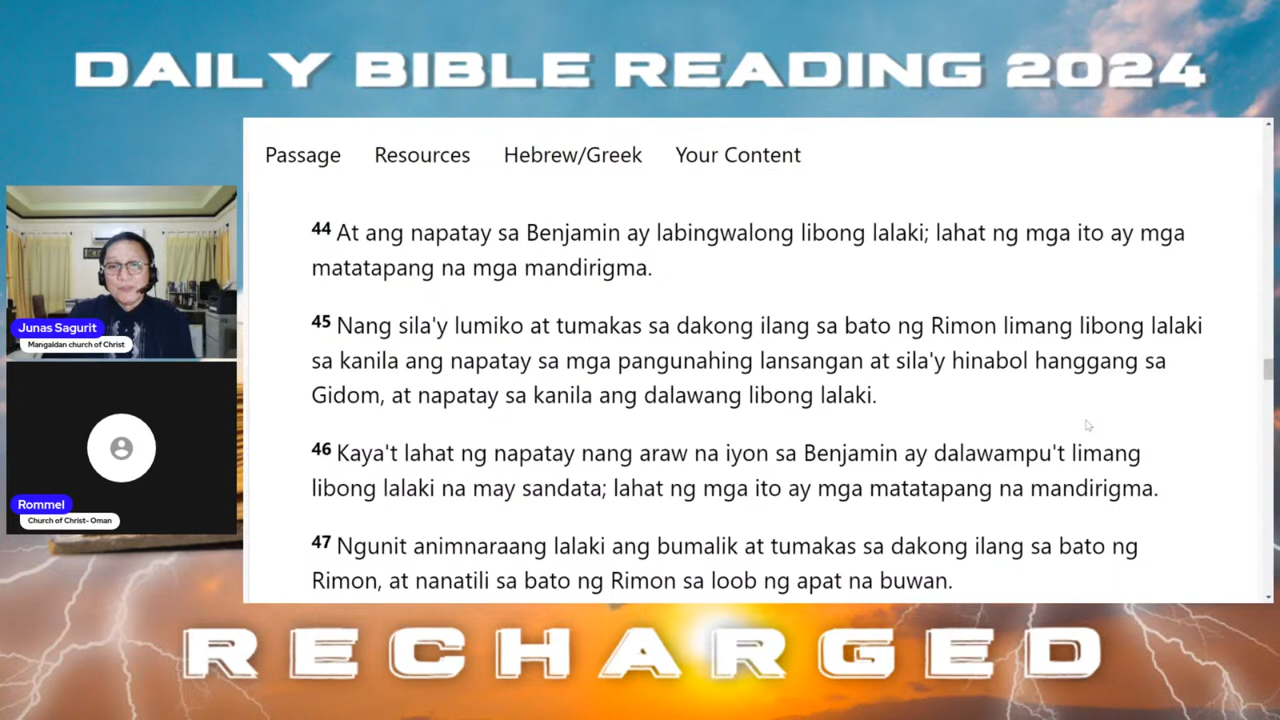 DAILY BIBLE READING 2024
Passage Resources Hebrew/Greek Your Content
44 At ang napatay sa Benjamin ay labingwalong libong lalaki; lahat ng mga ito ay mga
matatapang na mga mandirigma.
45 Nang sila'y lumiko at tumakas sa dakong ilang sa bato ng Rimon limang libong lalaki
sa kanila ang napatay sa mga pangunahing lansangan at sila'y hinabol hanggang sa
Gidom, at napatay sa kanila ang dalawang libong lalaki.
46 Kaya't lahat ng napatay nang araw na iyon sa Benjamin ay dalawampu't limang
libong lalaki na may sandata; lahat ng mga ito ay mga matatapang na mandirigma.
47 Ngunit animnaraang lalaki ang bumalik at tumakas sa dakong ilang sa bato ng
Rimon, at nanatili sa bato ng Rimon sa loob ng apat na buwan.
Junas Sagurit
Mangaldan church of Christ
Rommel
Church of Christ- Oman
RECHARGED